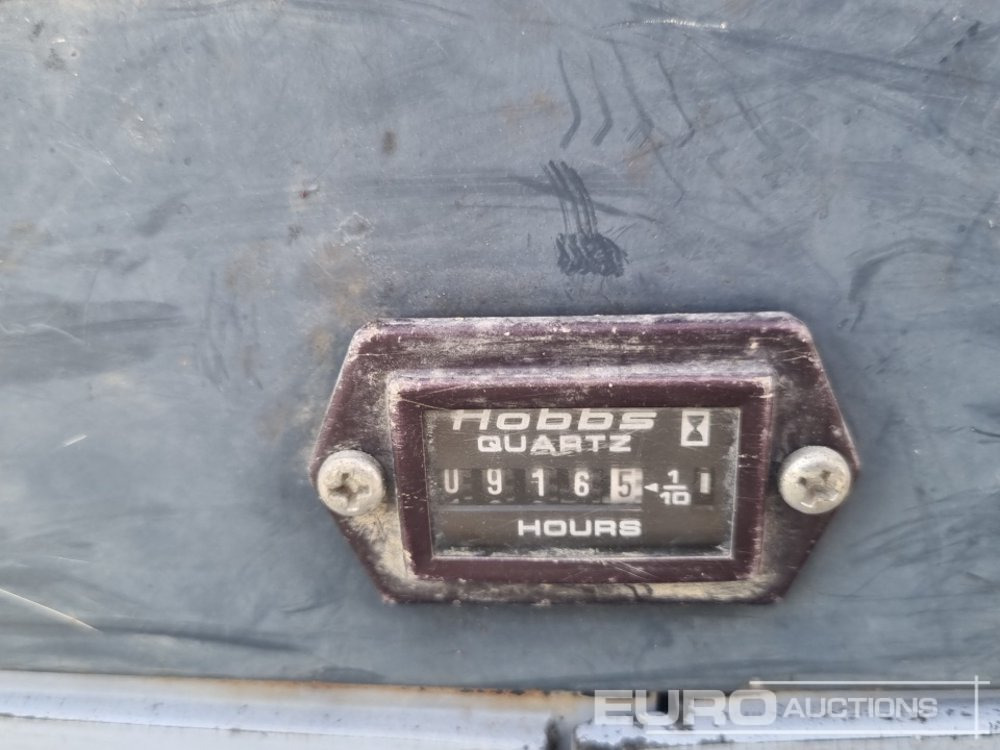 Hobbs
QUARTZ
0 9 1 6 5 1/10
HOURS
EURO AUCTIONS